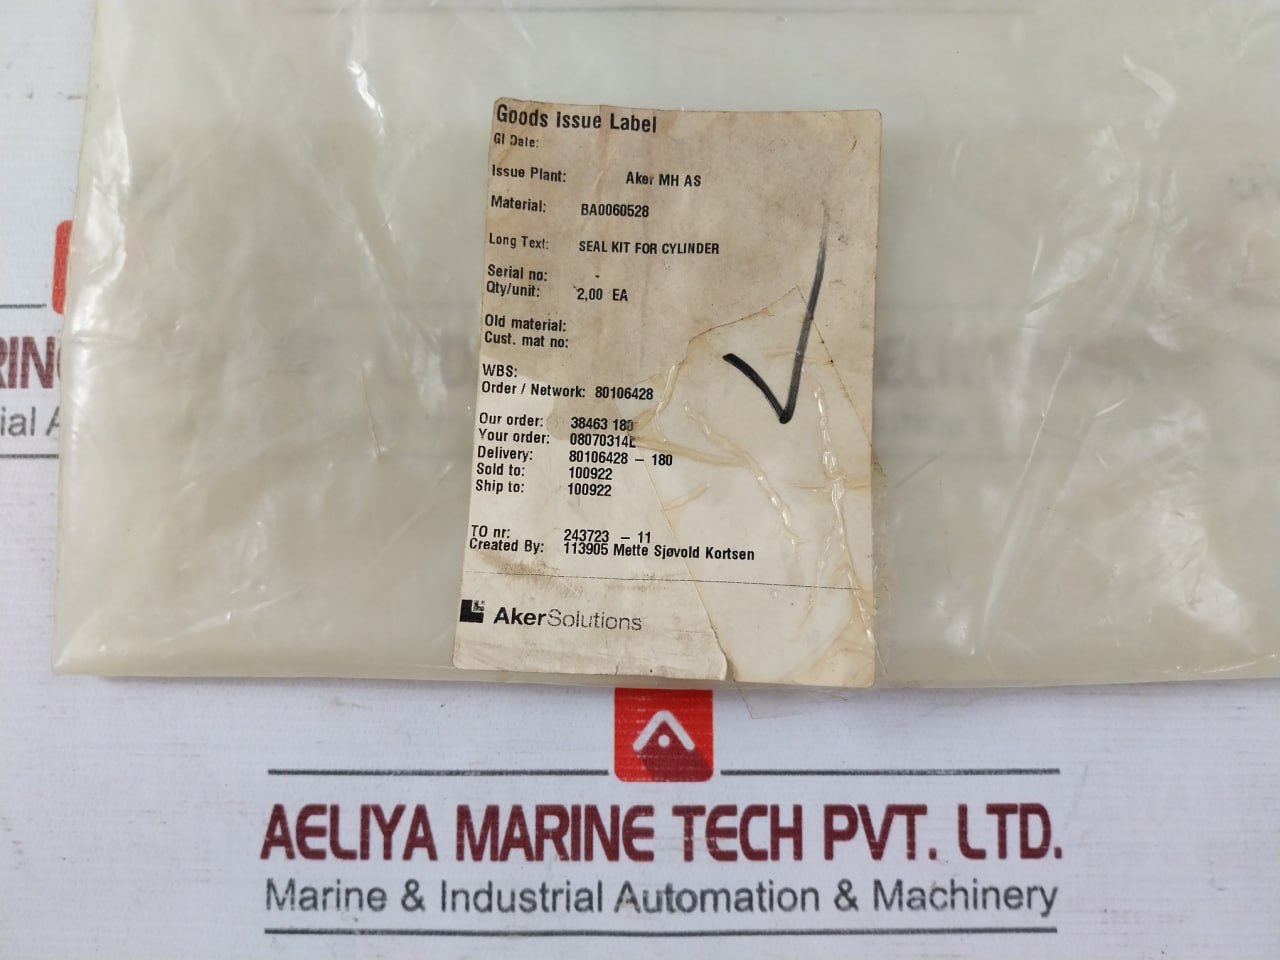 Goods Issue Label
GI Date:
Issue Plant: Aker MH AS
Material: BA0060528
Long Text: SEAL KIT FOR CYLINDER
Serial no: -
Qty/unit: 2,00 EA
Old material:
Cust. mat no:
WBS:
Order / Network: 80106428
Our order: 38463 180
Your order:
Delivery: 80106428 – 180
Sold to: 100922
Ship to: 100922
TO nr: 243723 – 11
Created By: 113905 Mette Sjøvold Kortsen
AkerSolutions
AELIYA MARINE TECH PVT. LTD.
Marine & Industrial Automation & Machinery